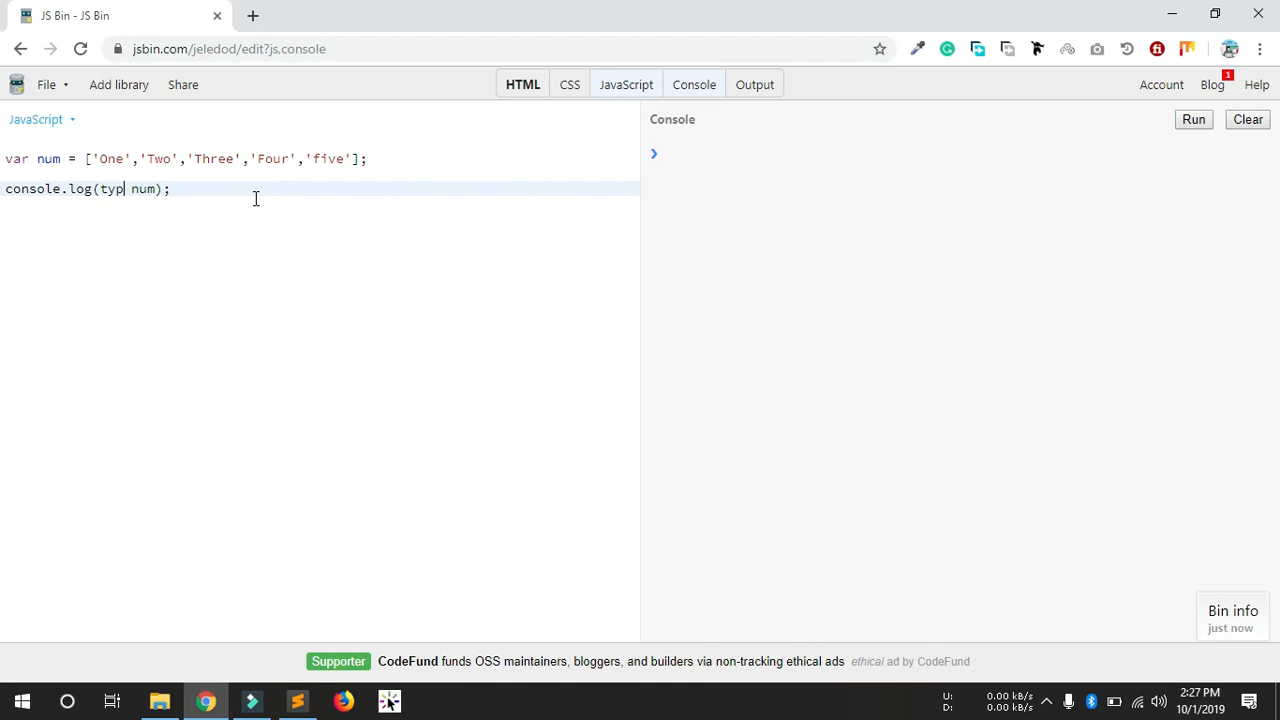 JS Bin - JS Bin
jsbin.com/jeledod/edit?js,console
File Add library Share HTML CSS JavaScript Console Output Account Blog 1 Help
JavaScript Console Run Clear
var num = ['One','Two','Three','Four','five'];
console.log(typ num);
Bin info
just now
Supporter CodeFund funds OSS maintainers, bloggers, and builders via non-tracking ethical ads ethical ad by CodeFund
U: 0.00 kB/s
D: 0.00 kB/s
2:27 PM
10/1/2019